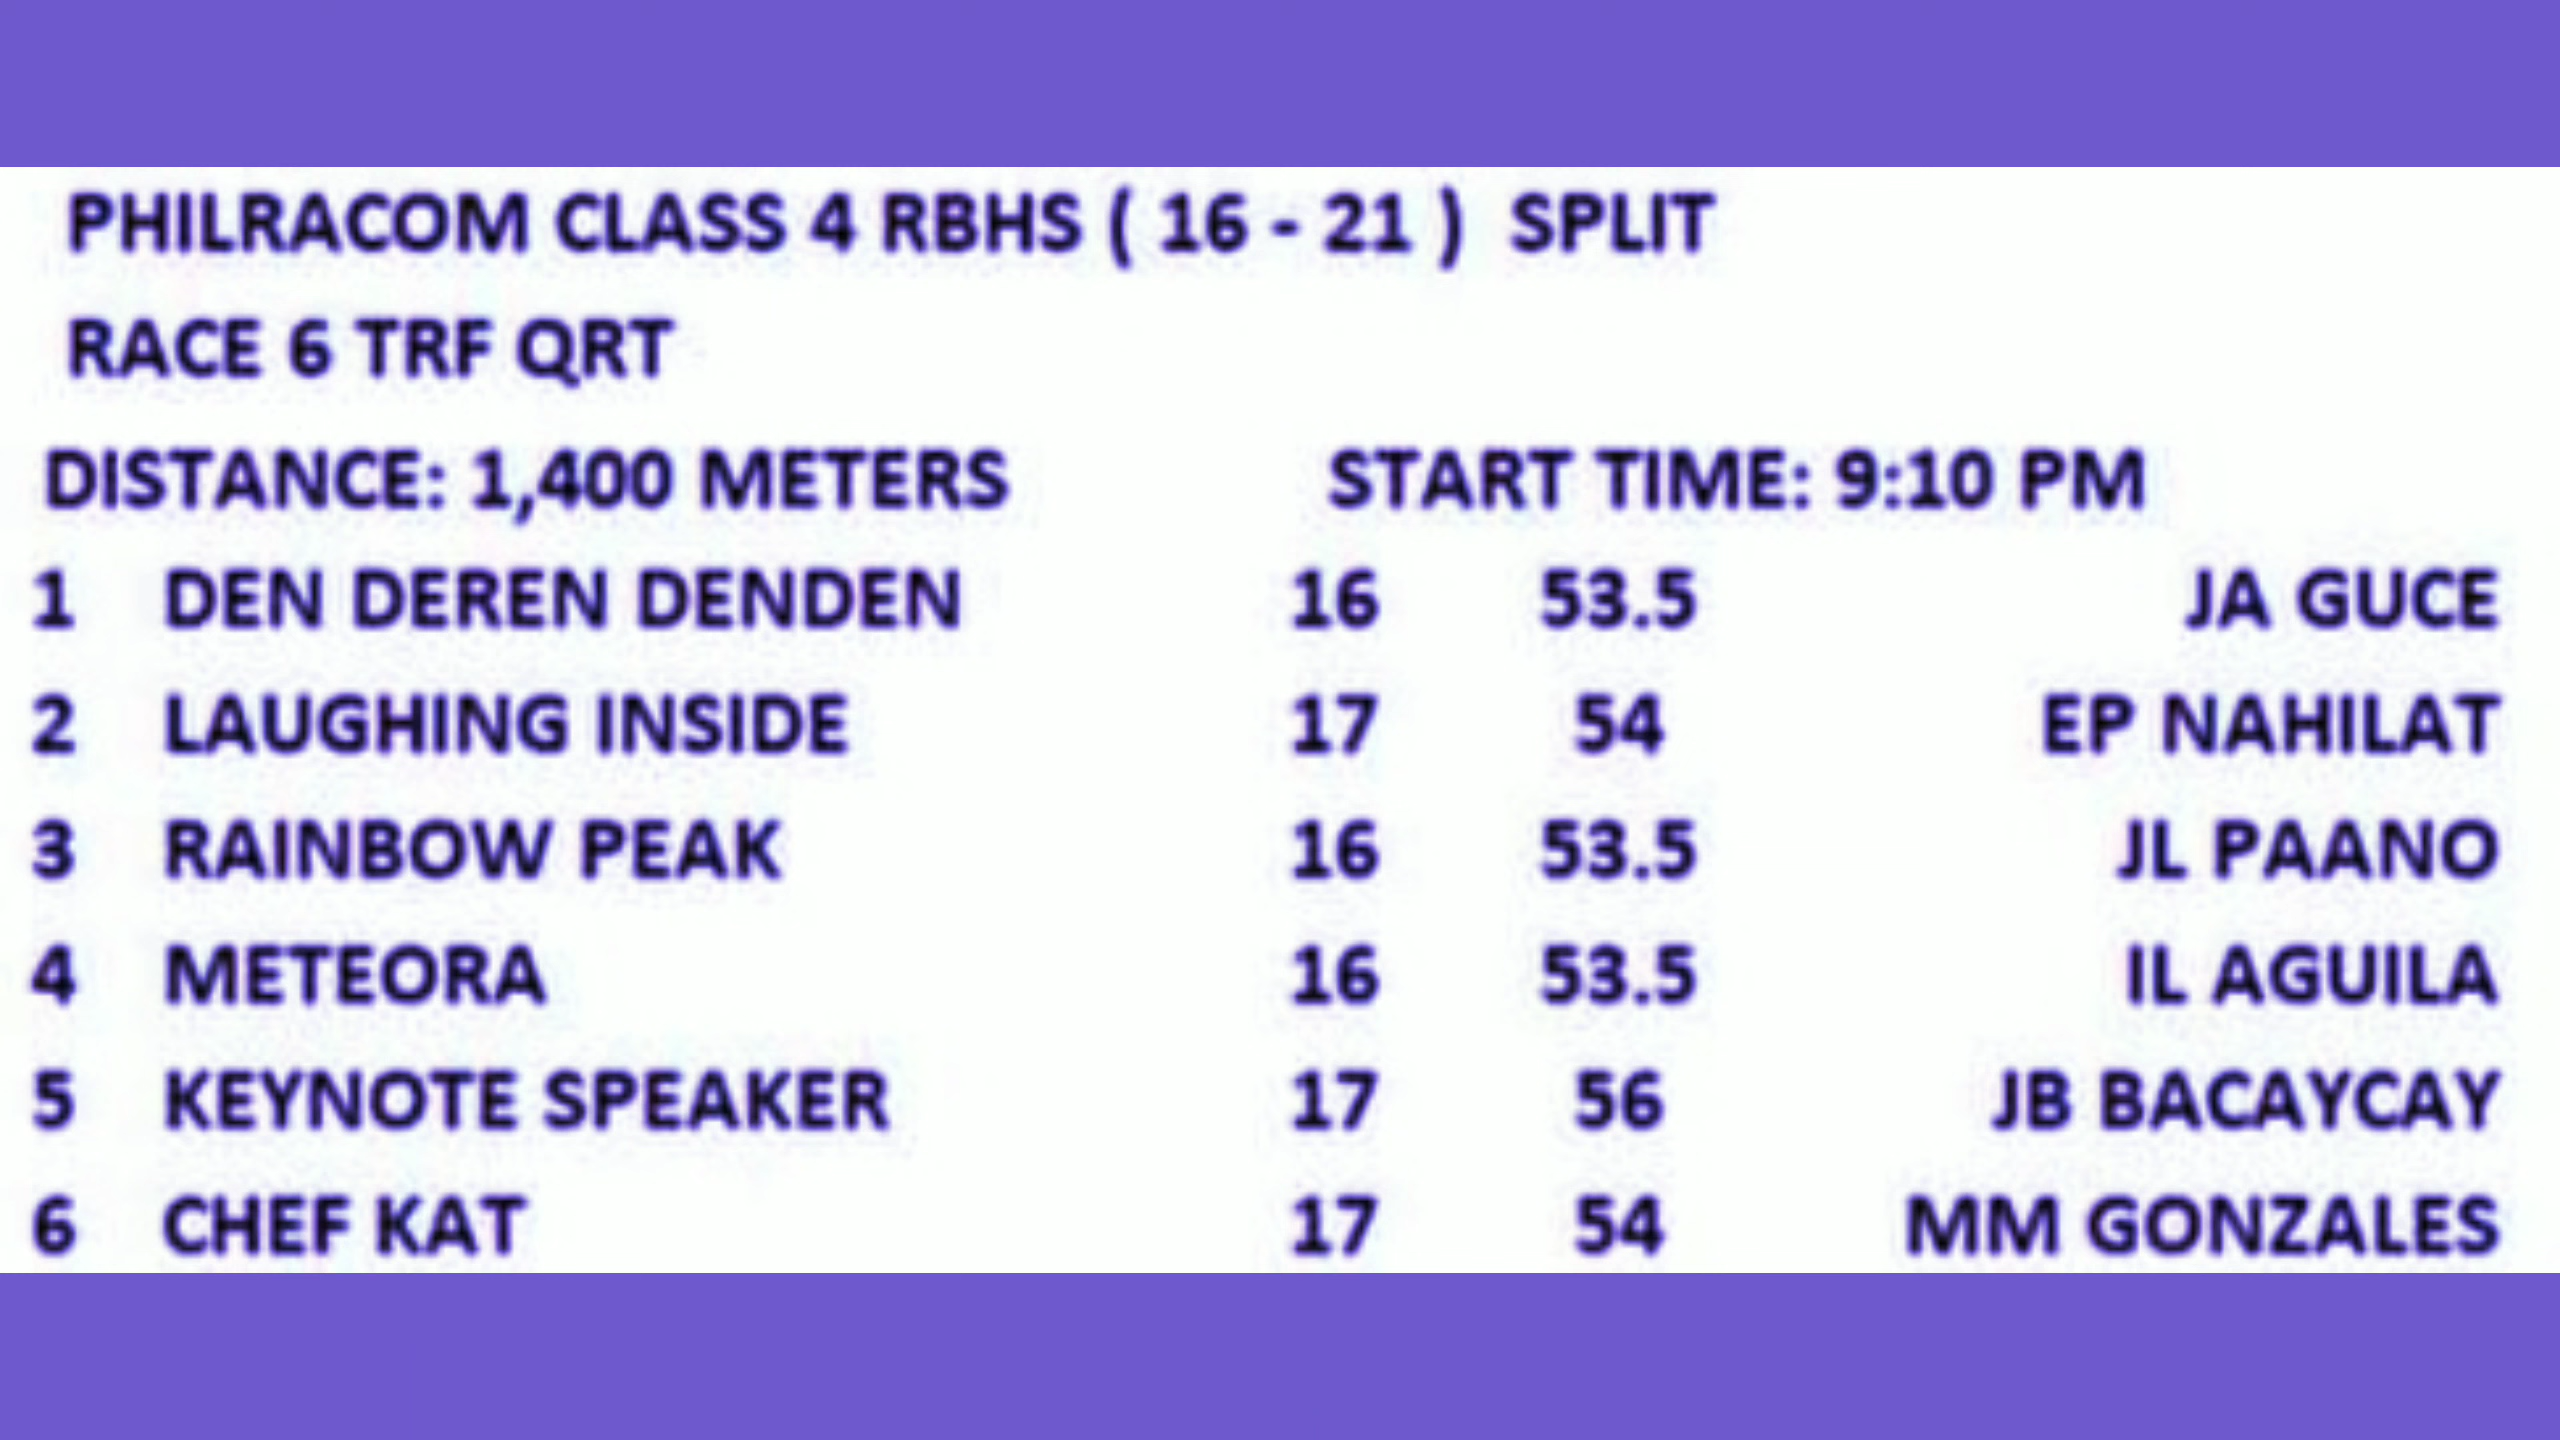 PHILRACOM CLASS 4 RBHS ( 16 - 21 ) SPLIT
RACE 6 TRF QRT
DISTANCE: 1,400 METERS START TIME: 9:10 PM
1 DEN DEREN DENDEN 16 53.5 JA GUCE
2 LAUGHING INSIDE 17 54 EP NAHILAT
3 RAINBOW PEAK 16 53.5 JL PAANO
4 METEORA 16 53.5 IL AGUILA
5 KEYNOTE SPEAKER 17 56 JB BACAYCAY
6 CHEF KAT 17 54 MM GONZALES